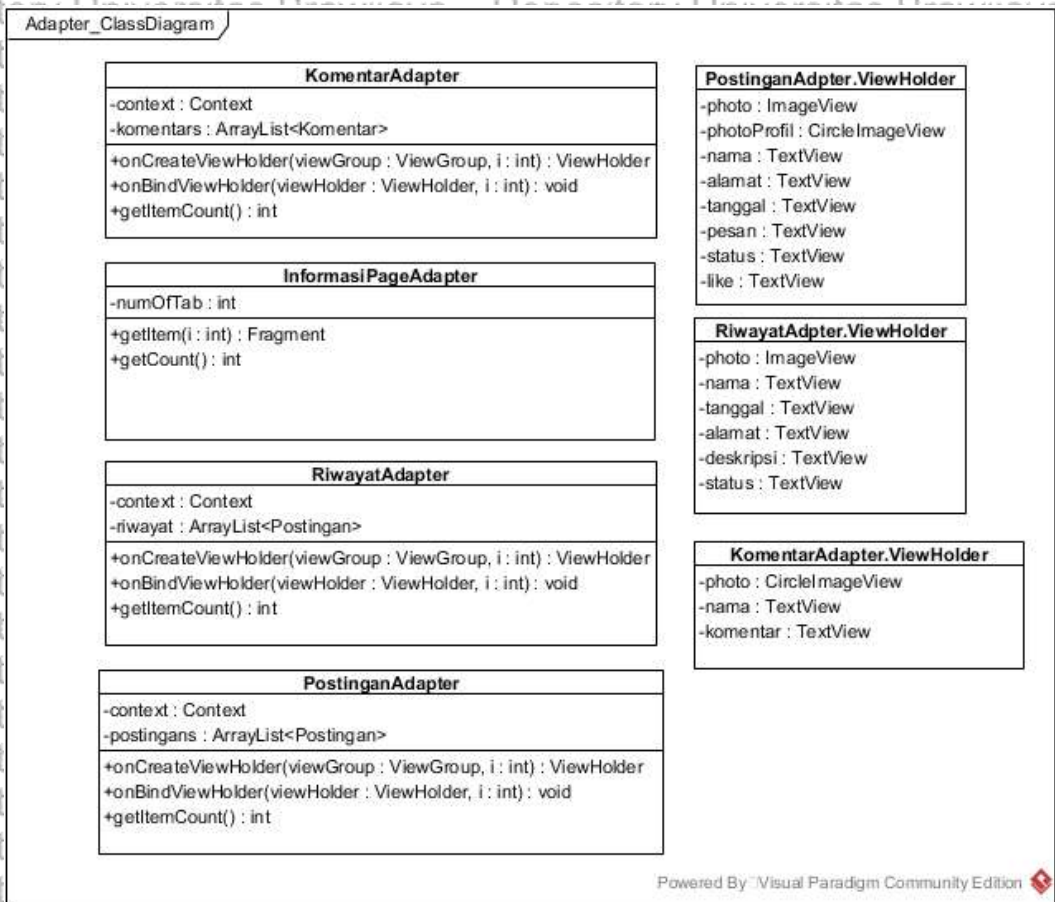 Adapter_ClassDiagram
KomentarAdapter
-context : Context
-komentars : ArrayList<Komentar>
+onCreateViewHolder(viewGroup : ViewGroup, i : int) : ViewHolder
+onBindViewHolder(viewHolder : ViewHolder, i : int) : void
+getItemCount() : int
InformasiPageAdapter
-numOfTab : int
+getItem(i : int) : Fragment
+getCount() : int
RiwayatAdapter
-context : Context
-riwayat : ArrayList<Postingan>
+onCreateViewHolder(viewGroup : ViewGroup, i : int) : ViewHolder
+onBindViewHolder(viewHolder : ViewHolder, i : int) : void
+getItemCount() : int
PostinganAdapter
-context : Context
-postingans : ArrayList<Postingan>
+onCreateViewHolder(viewGroup : ViewGroup, i : int) : ViewHolder
+onBindViewHolder(viewHolder : ViewHolder, i : int) : void
+getItemCount() : int
PostinganAdpter.ViewHolder
-photo : ImageView
-photoProfil : CircleImageView
-nama : TextView
-alamat : TextView
-tanggal : TextView
-pesan : TextView
-status : TextView
-like : TextView
RiwayatAdpter.ViewHolder
-photo : ImageView
-nama : TextView
-tanggal : TextView
-alamat : TextView
-deskripsi : TextView
-status : TextView
KomentarAdapter.ViewHolder
-photo : CircleImageView
-nama : TextView
-komentar : TextView
Powered By Visual Paradigm Community Edition